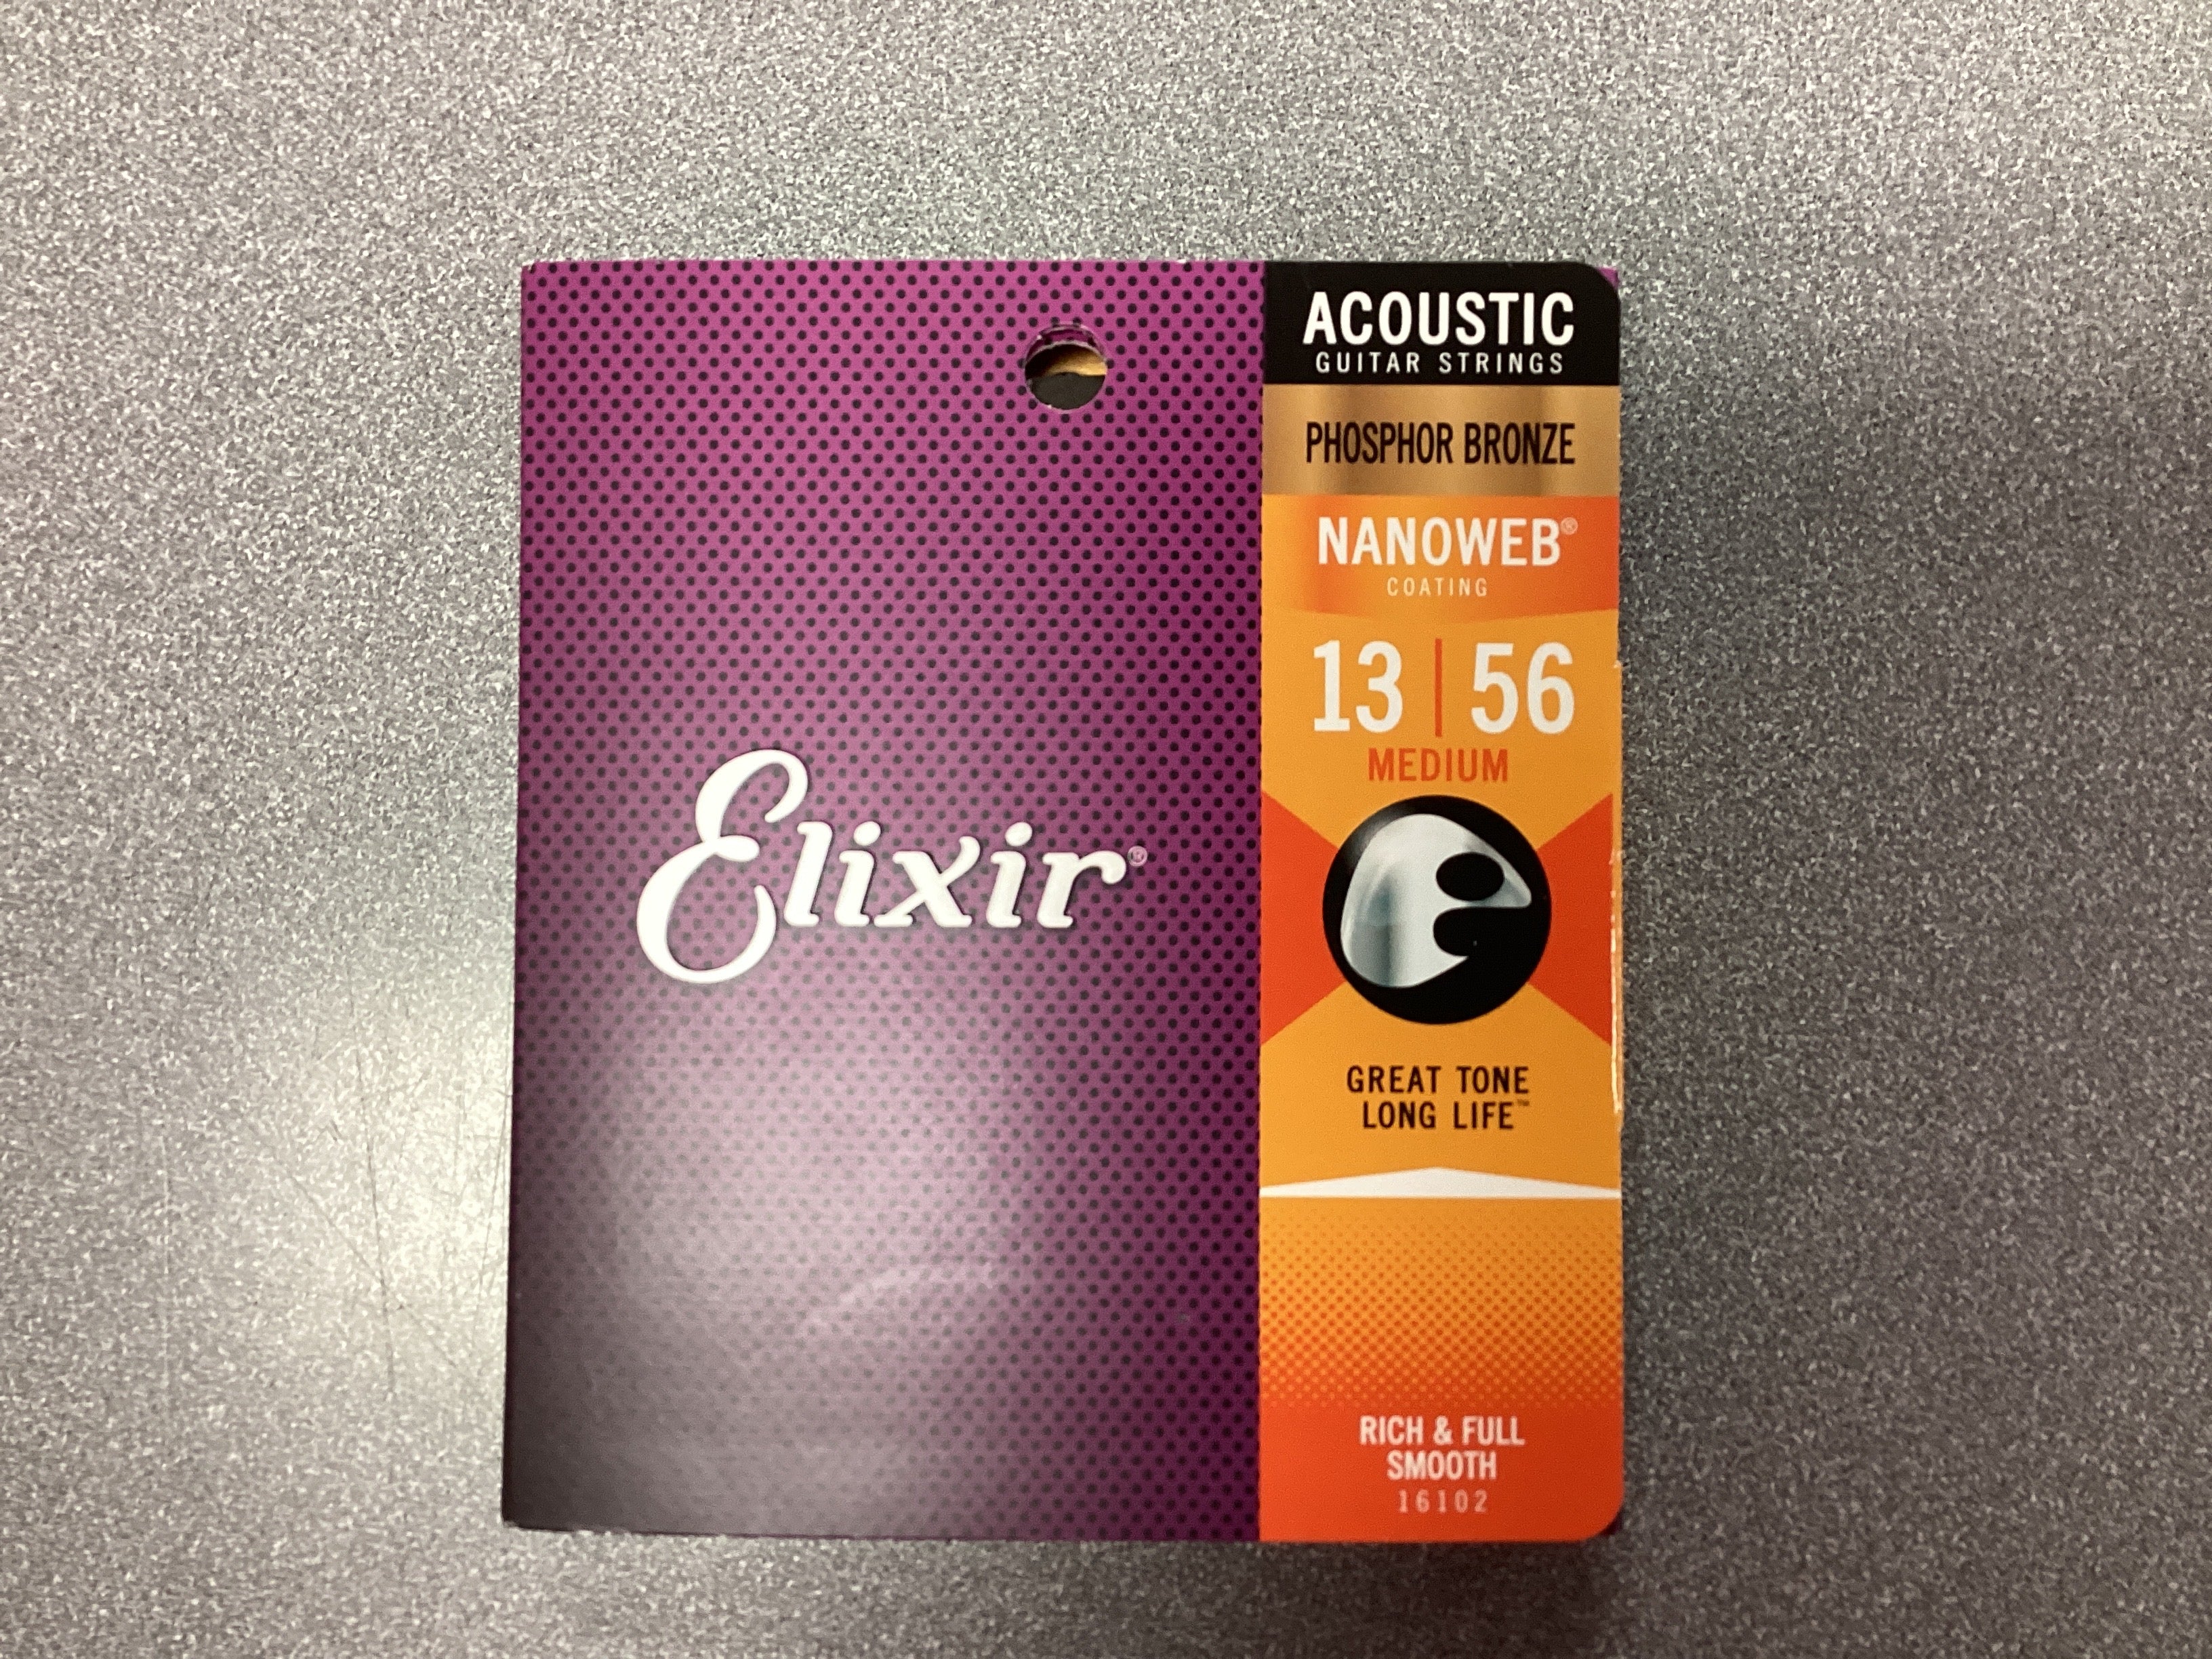 Elixir®
ACOUSTIC
GUITAR STRINGS
PHOSPHOR BRONZE
NANOWEB®
COATING
13 | 56
MEDIUM
e
GREAT TONE
LONG LIFE™
RICH & FULL
SMOOTH
16102